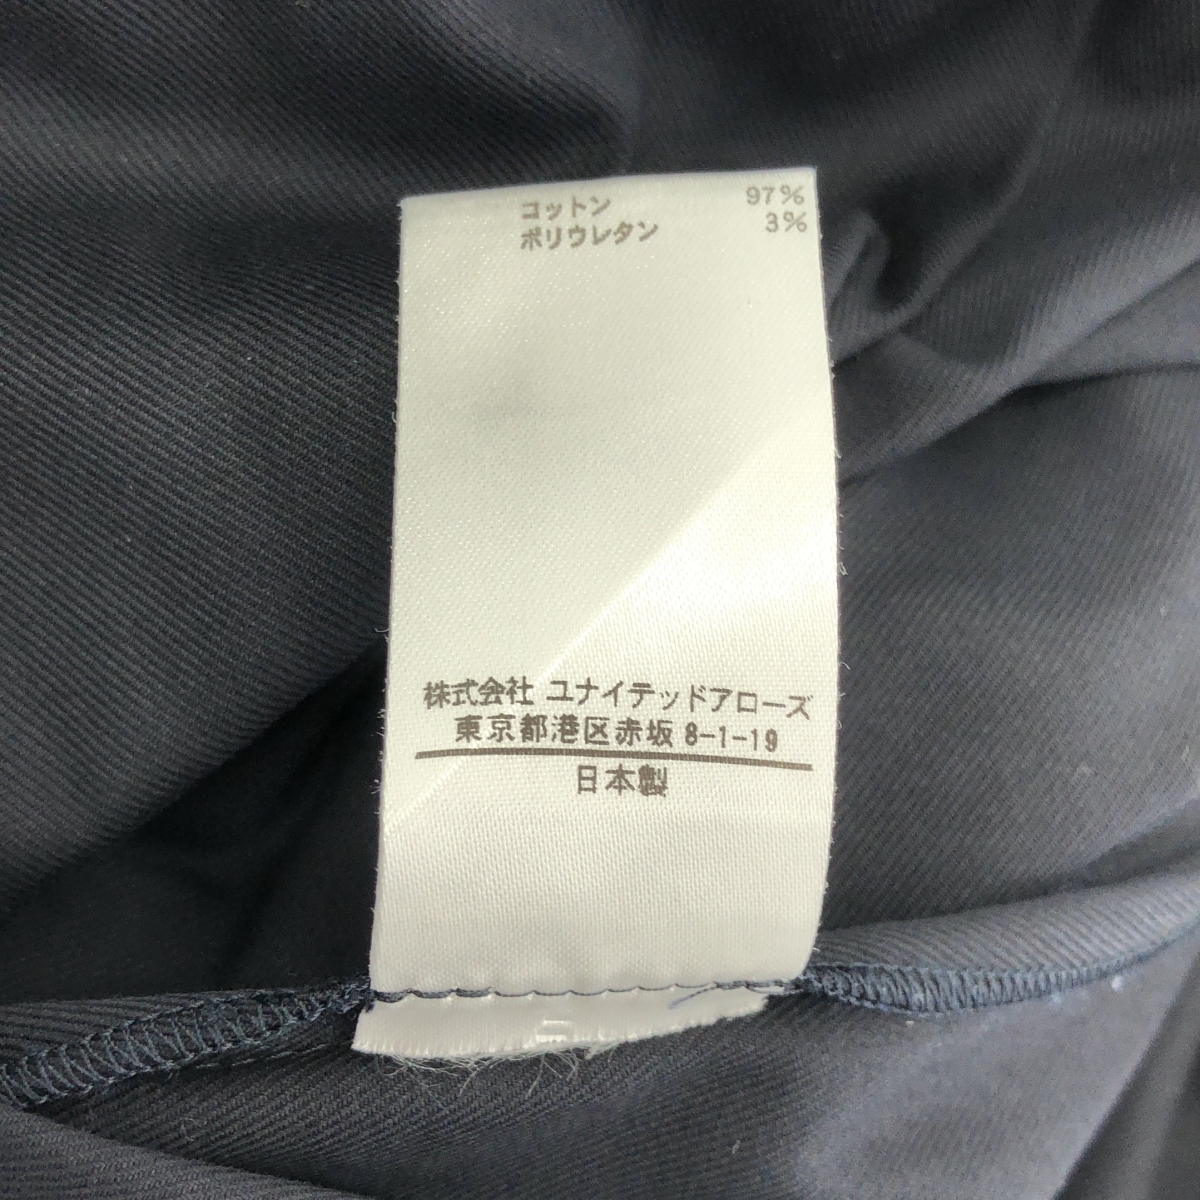 コットン 97%
ポリウレタン 3%
株式会社 ユナイテッドアローズ
東京都港区赤坂 8-1-19
日本製